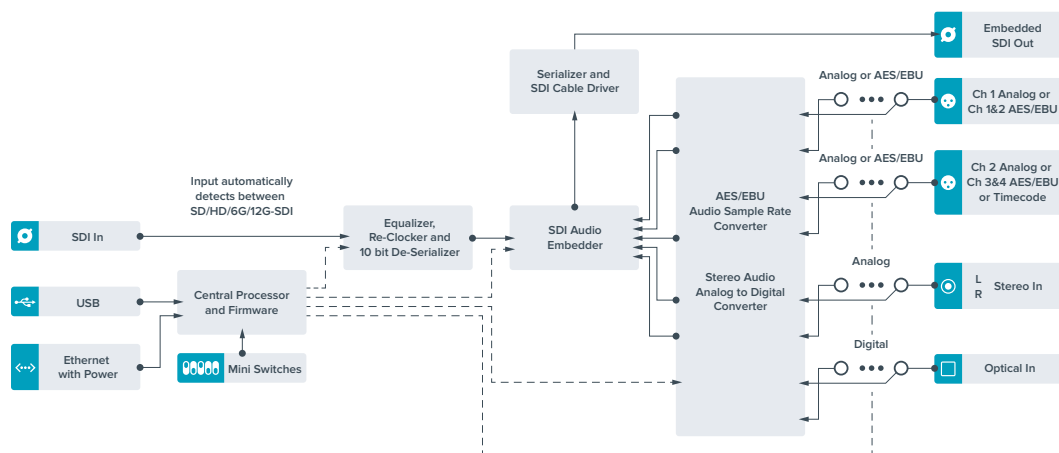 Embedded
SDI Out
Serializer and
SDI Cable Driver
Analog or AES/EBU
Ch 1 Analog or
Ch 1&2 AES/EBU
Analog or AES/EBU
Ch 2 Analog or
Ch 3&4 AES/EBU
or Timecode
Input automatically
detects between
SD/HD/6G/12G-SDI
AES/EBU
Audio Sample Rate
Converter
SDI In
Equalizer,
Re-Clocker and
10 bit De-Serializer
SDI Audio
Embedder
Stereo Audio
Analog to Digital
Converter
Analog
L
R
Stereo In
USB
Central Processor
and Firmware
Ethernet
with Power
Mini Switches
Digital
Optical In